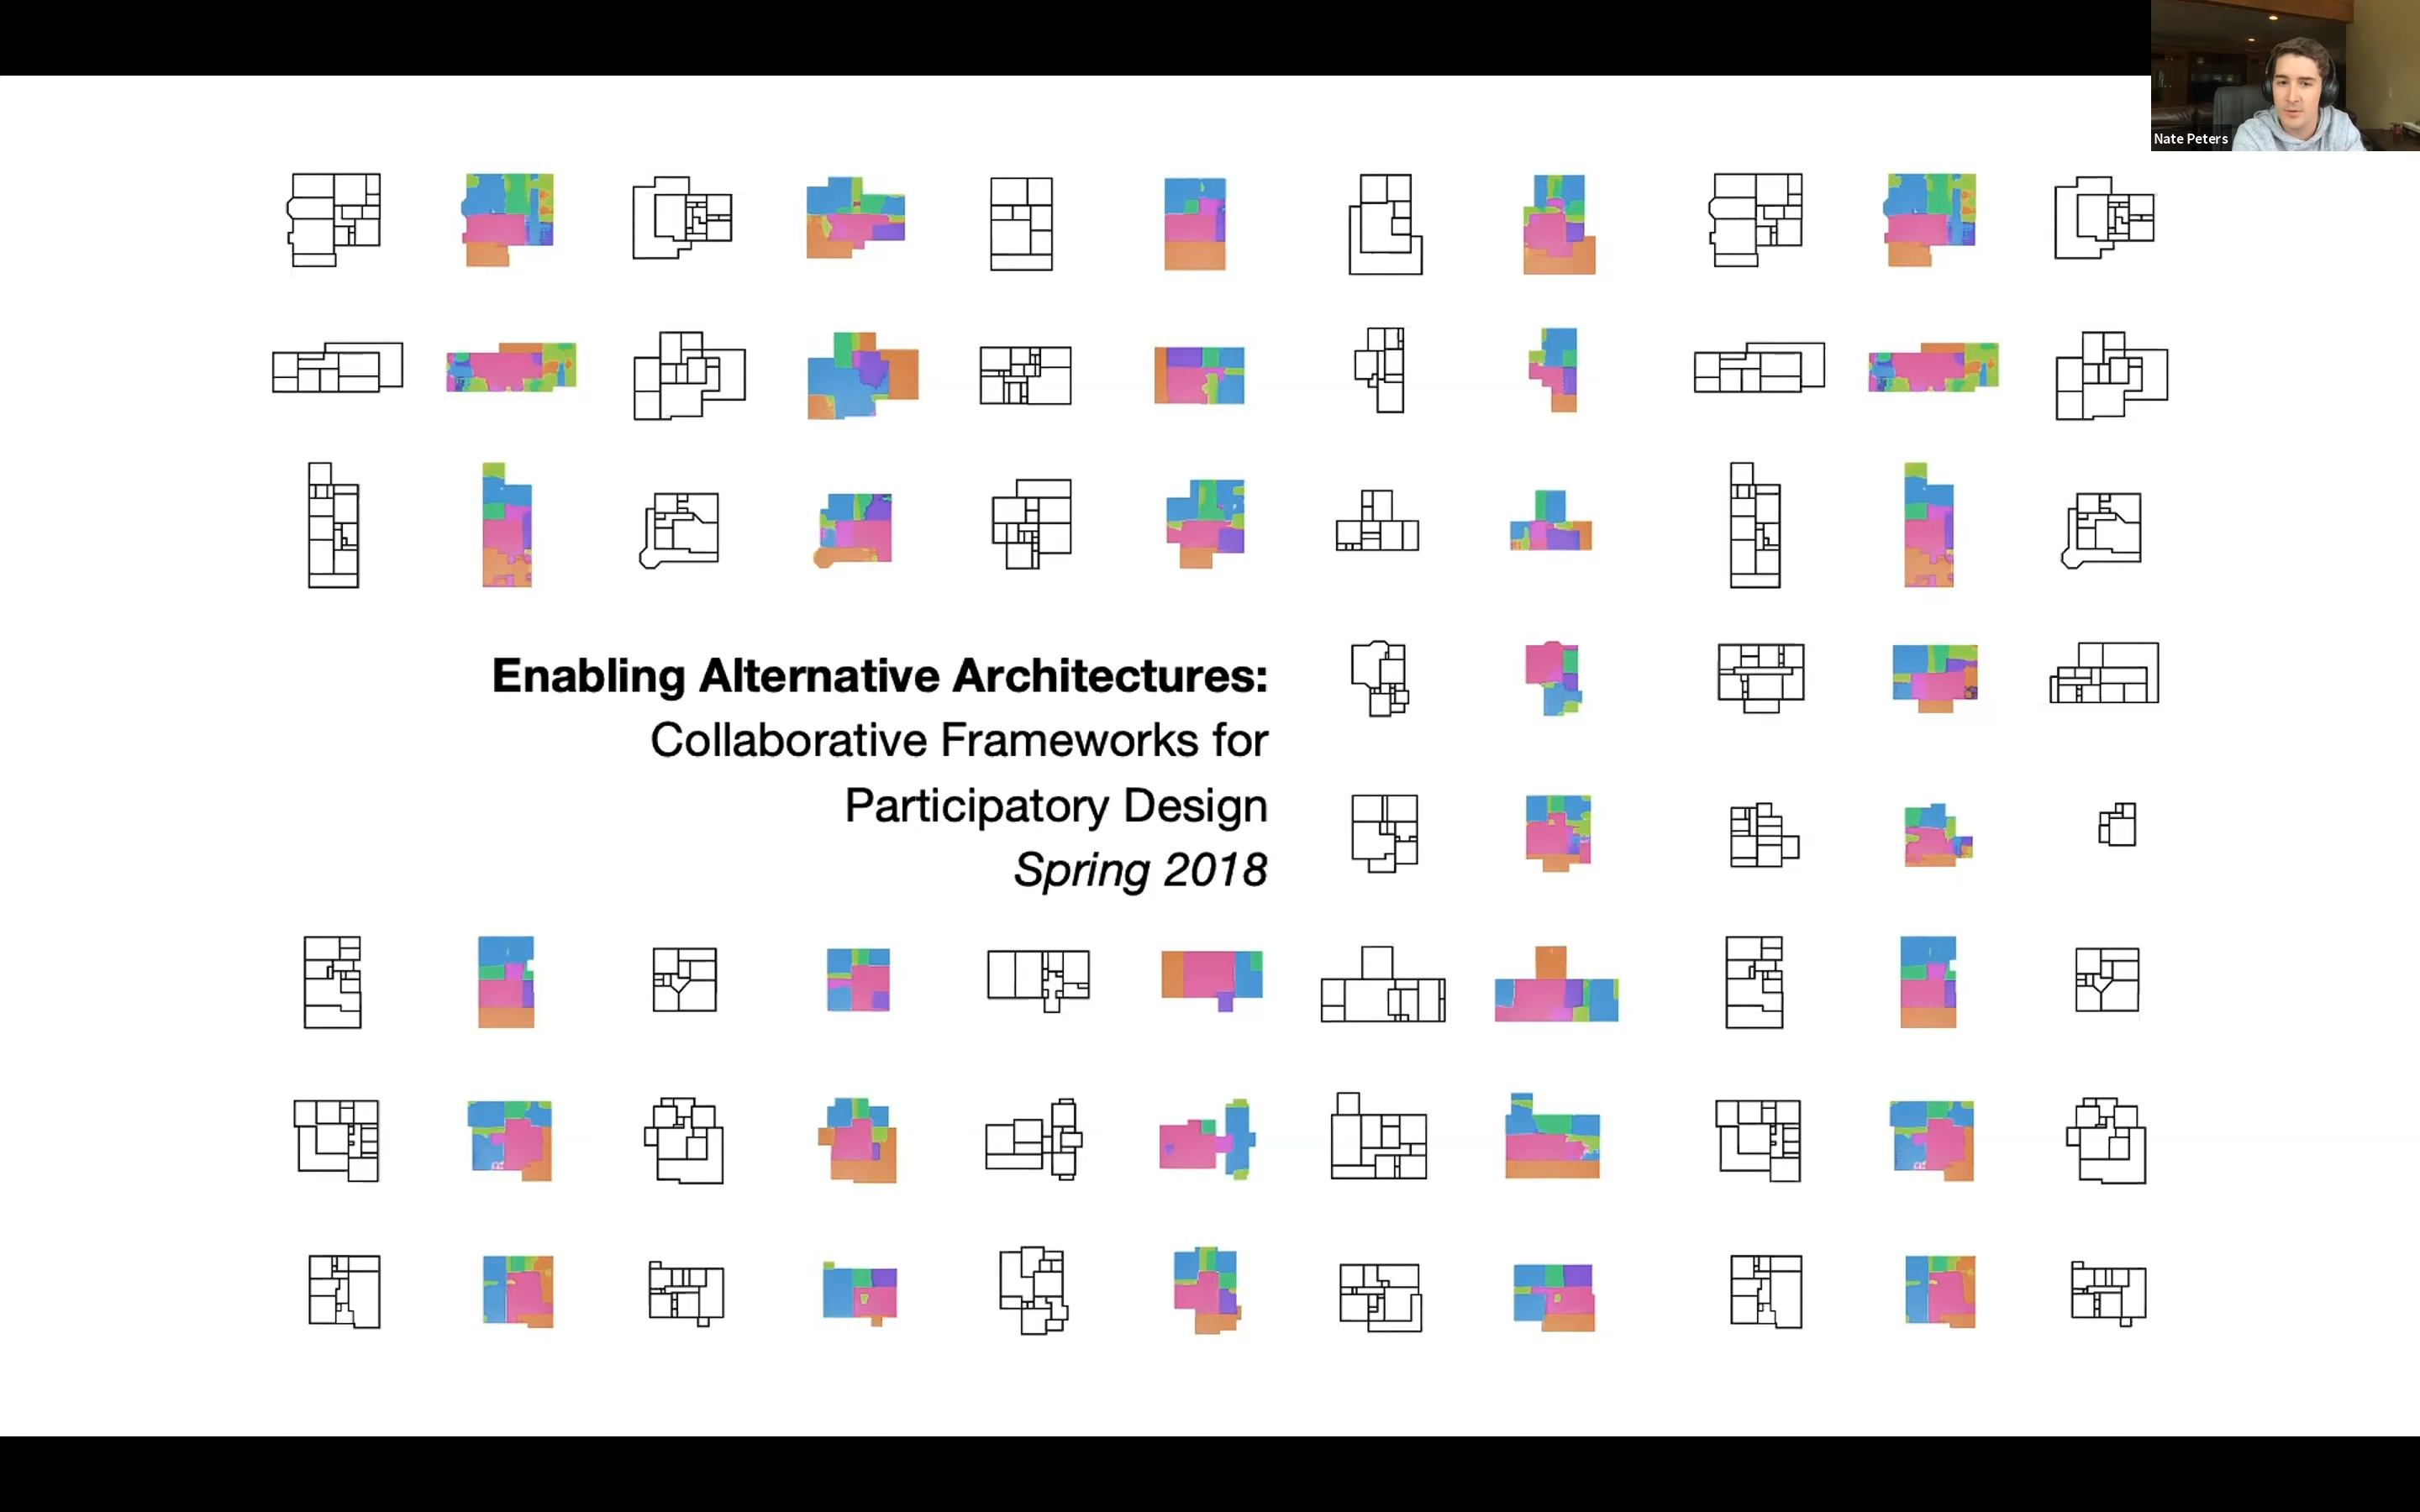 Nate Peters
Enabling Alternative Architectures:
Collaborative Frameworks for
Participatory Design
Spring 2018